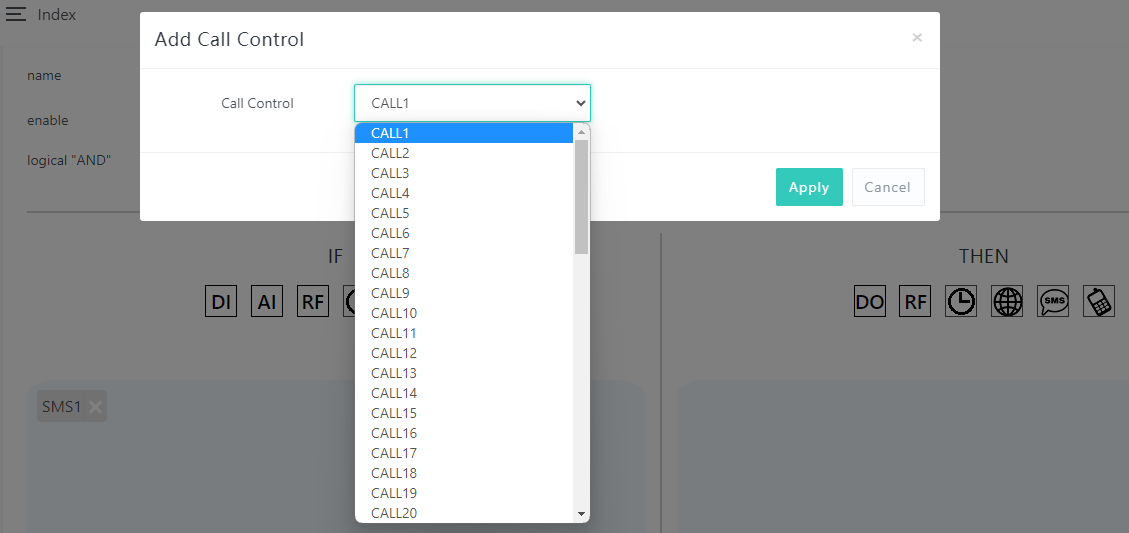 Index
Add Call Control
×
name
Call Control
CALL1
enable
logical "AND"
CALL1
CALL2
CALL3
CALL4
CALL5
CALL6
CALL7
CALL8
CALL9
CALL10
CALL11
CALL12
CALL13
CALL14
CALL15
CALL16
CALL17
CALL18
CALL19
CALL20
Apply
Cancel
IF
DI AI RF
THEN
DO RF SMS
SMS1